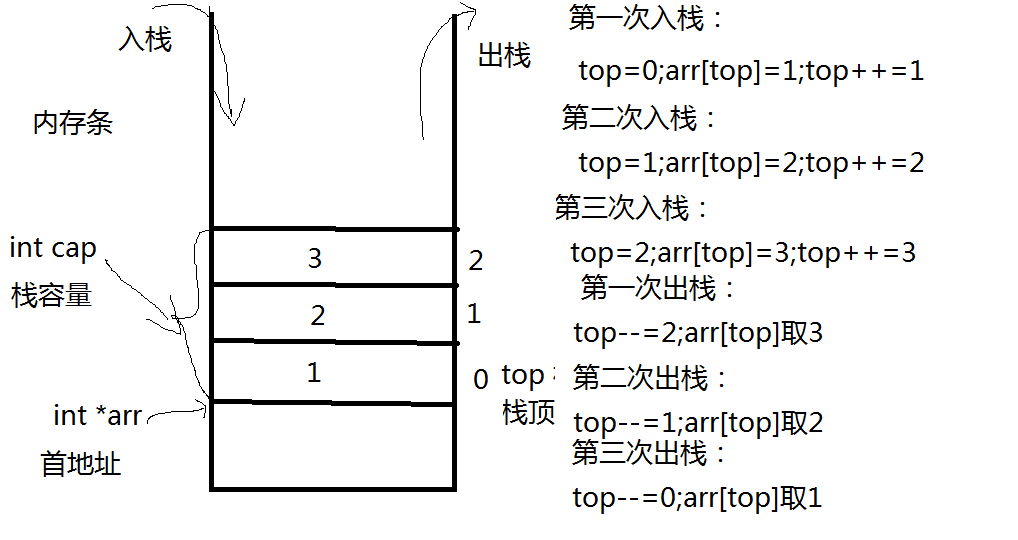 入栈
内存条
int cap
栈容量
int *arr
首地址
3
2
1
2
1
0
出栈
top
栈顶
第一次入栈：
top=0;arr[top]=1;top++=1
第二次入栈：
top=1;arr[top]=2;top++=2
第三次入栈：
top=2;arr[top]=3;top++=3
第一次出栈：
top--=2;arr[top]取3
第二次出栈：
top--=1;arr[top]取2
第三次出栈：
top--=0;arr[top]取1